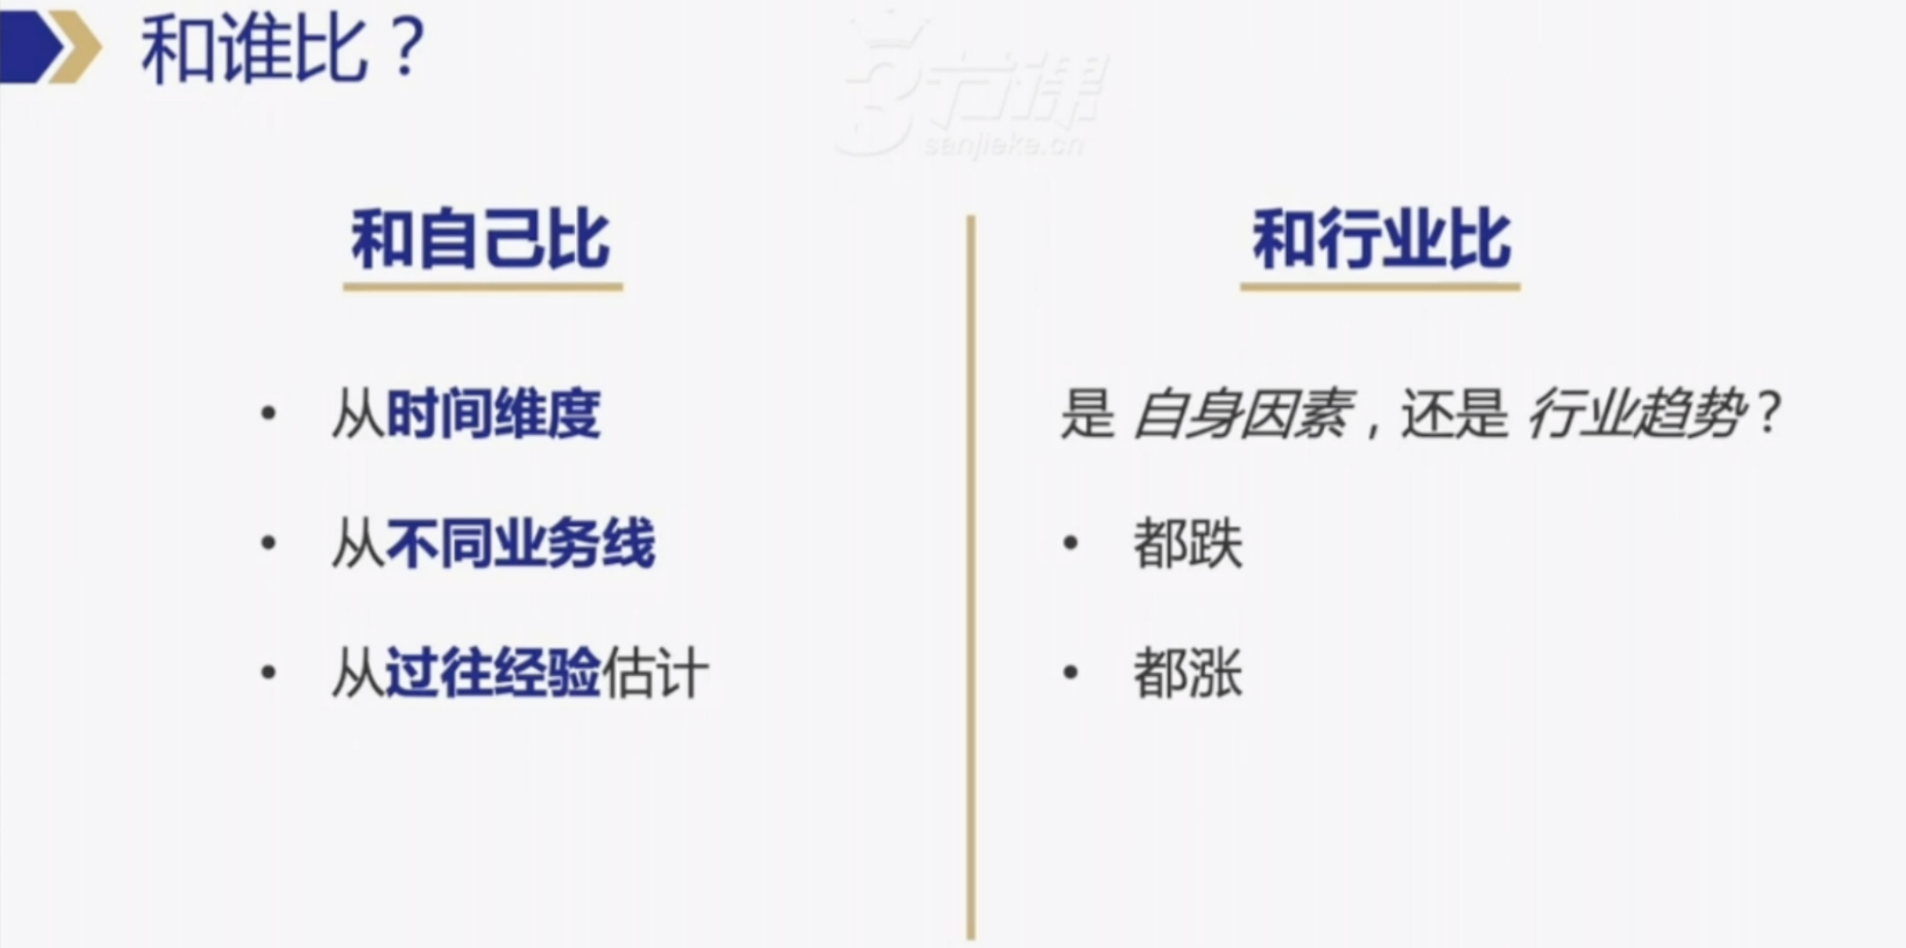 和谁比？
3节课
sanjieke.cn
和自己比
• 从时间维度
• 从不同业务线
• 从过往经验估计
和行业比
是 自身因素，还是 行业趋势？
• 都跌
• 都涨